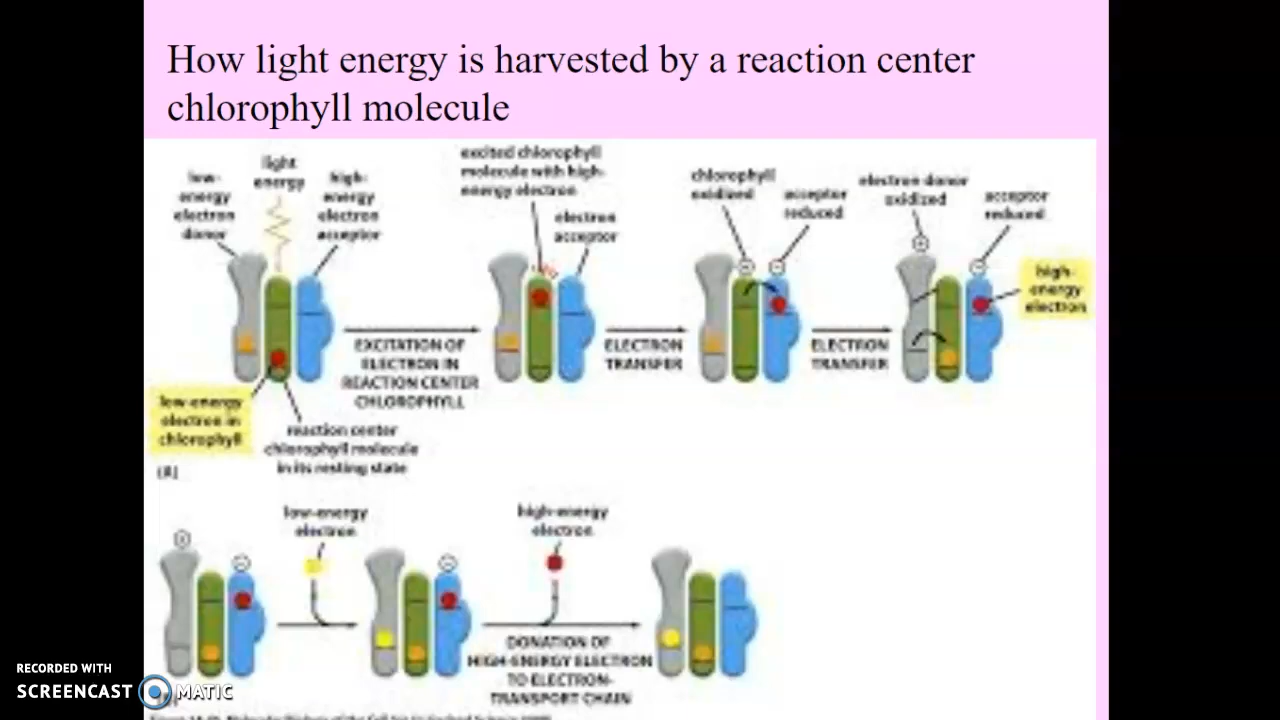 How light energy is harvested by a reaction center
chlorophyll molecule
low-
energy
electron
donor
light
energy
high-
energy
electron
acceptor
excited chlorophyll
molecule with high-
energy electron
electron
acceptor
chlorophyll
oxidized
acceptor
reduced
electron donor
oxidized
acceptor
reduced
high-
energy
electron
EXCITATION OF
ELECTRON IN
REACTION CENTER
CHLOROPHYLL
ELECTRON
TRANSFER
ELECTRON
TRANSFER
low-energy
electron in
chlorophyll
reaction center
chlorophyll molecule
in its resting state
(A)
low-energy
electron
high-energy
electron
DONATION OF
HIGH-ENERGY ELECTRON
TO ELECTRON-
TRANSPORT CHAIN
RECORDED WITH
SCREENCAST MATIC